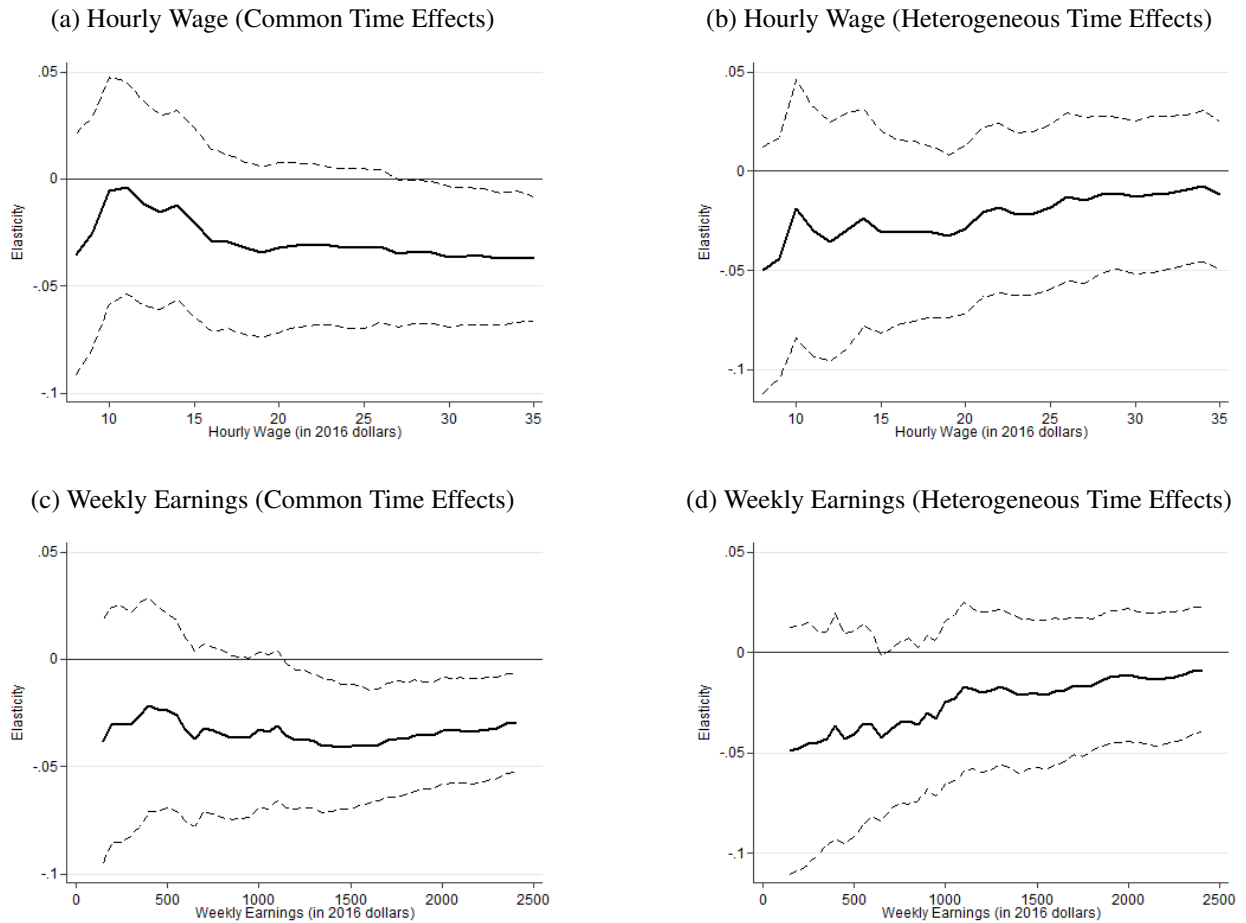 (a) Hourly Wage (Common Time Effects)
.05
0
-.05
-.1
Elasticity
10 15 20 25 30 35
Hourly Wage (in 2016 dollars)
(b) Hourly Wage (Heterogeneous Time Effects)
.05
0
-.05
-.1
Elasticity
10 15 20 25 30 35
Hourly Wage (in 2016 dollars)
(c) Weekly Earnings (Common Time Effects)
.05
0
-.05
-.1
Elasticity
0 500 1000 1500 2000 2500
Weekly Earnings (in 2016 dollars)
(d) Weekly Earnings (Heterogeneous Time Effects)
.05
0
-.05
-.1
Elasticity
0 500 1000 1500 2000 2500
Weekly Earnings (in 2016 dollars)